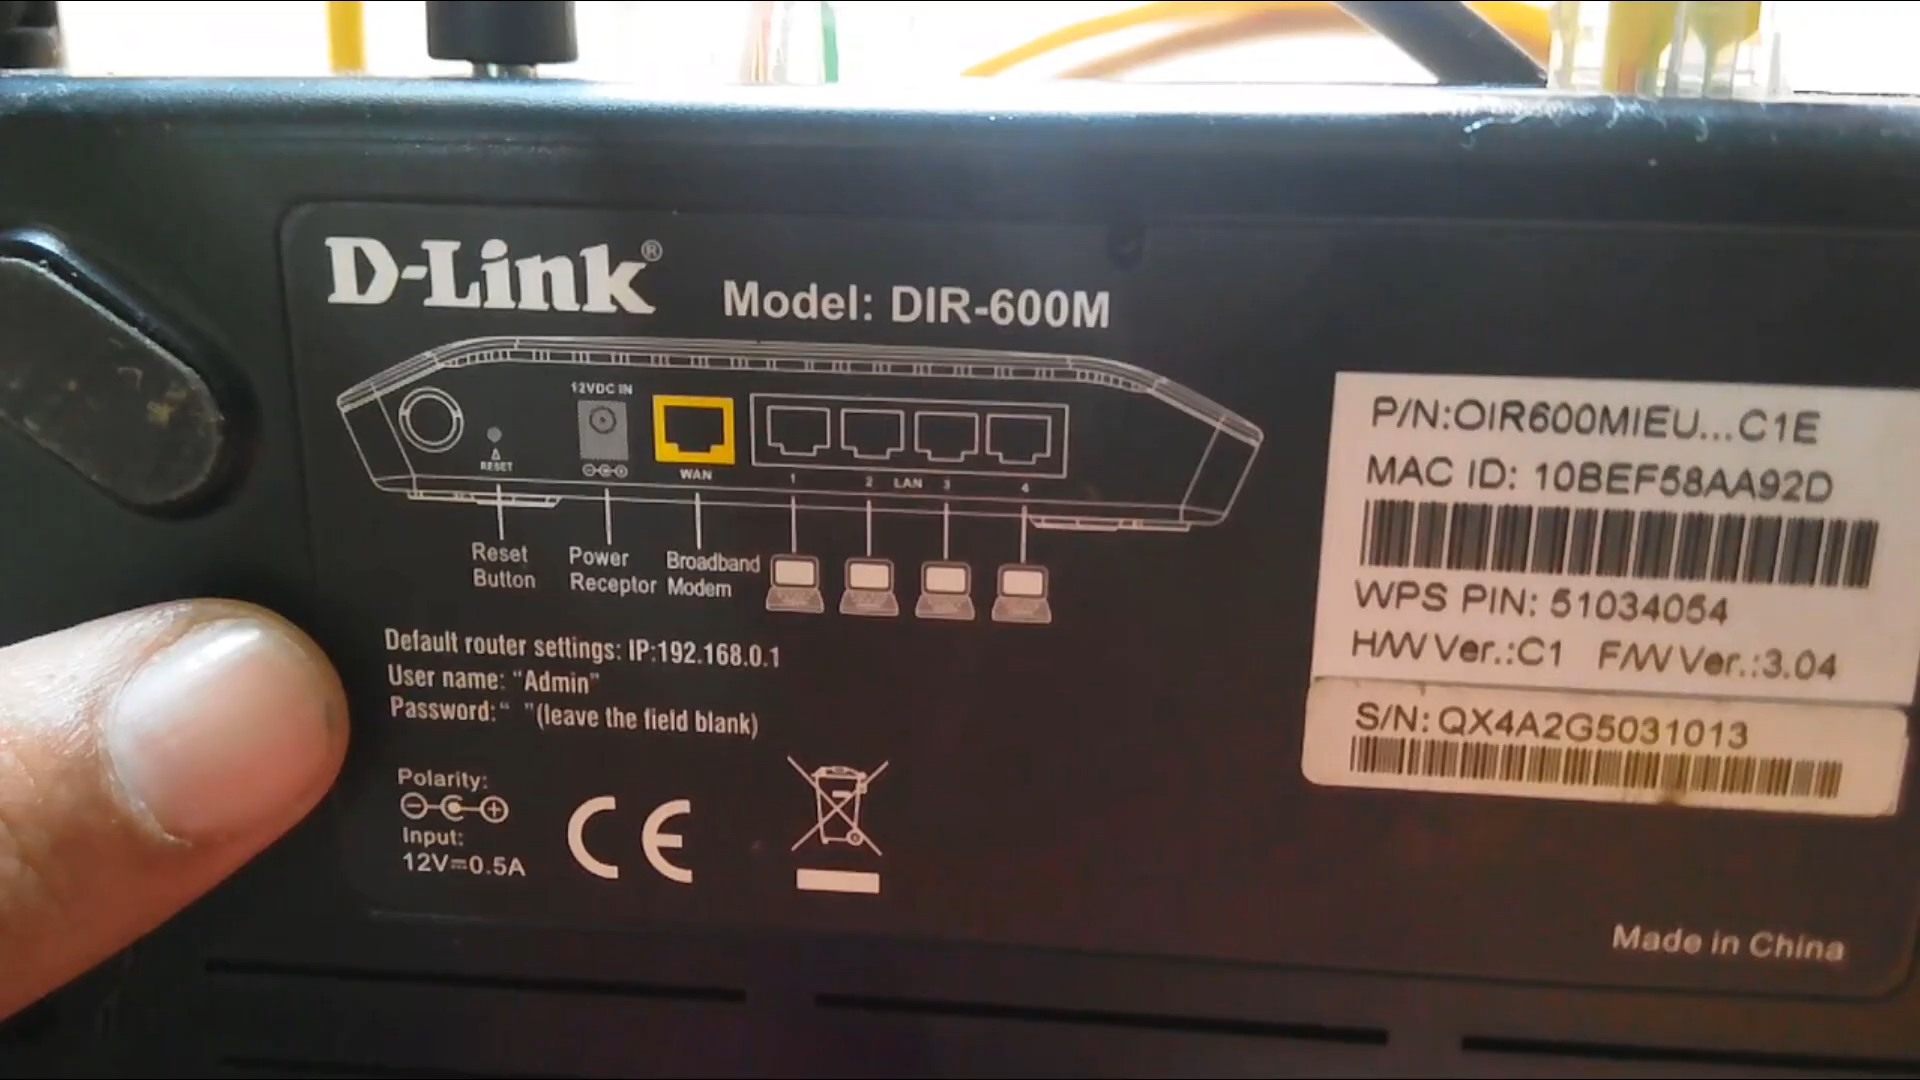 D-Link®
Model: DIR-600M
12VDC IN
RESET
WAN
1 2 LAN 3 4
Reset Button
Power Receptor
Broadband Modem
Default router settings: IP:192.168.0.1
User name: “Admin”
Password:“ ”(leave the field blank)
Polarity:
Input:
12V=0.5A
CE
P/N:OIR600MIEU...C1E
MAC ID: 10BEF58AA92D
WPS PIN: 51034054
H/W Ver.:C1 F/W Ver.:3.04
S/N: QX4A2G5031013
Made in China